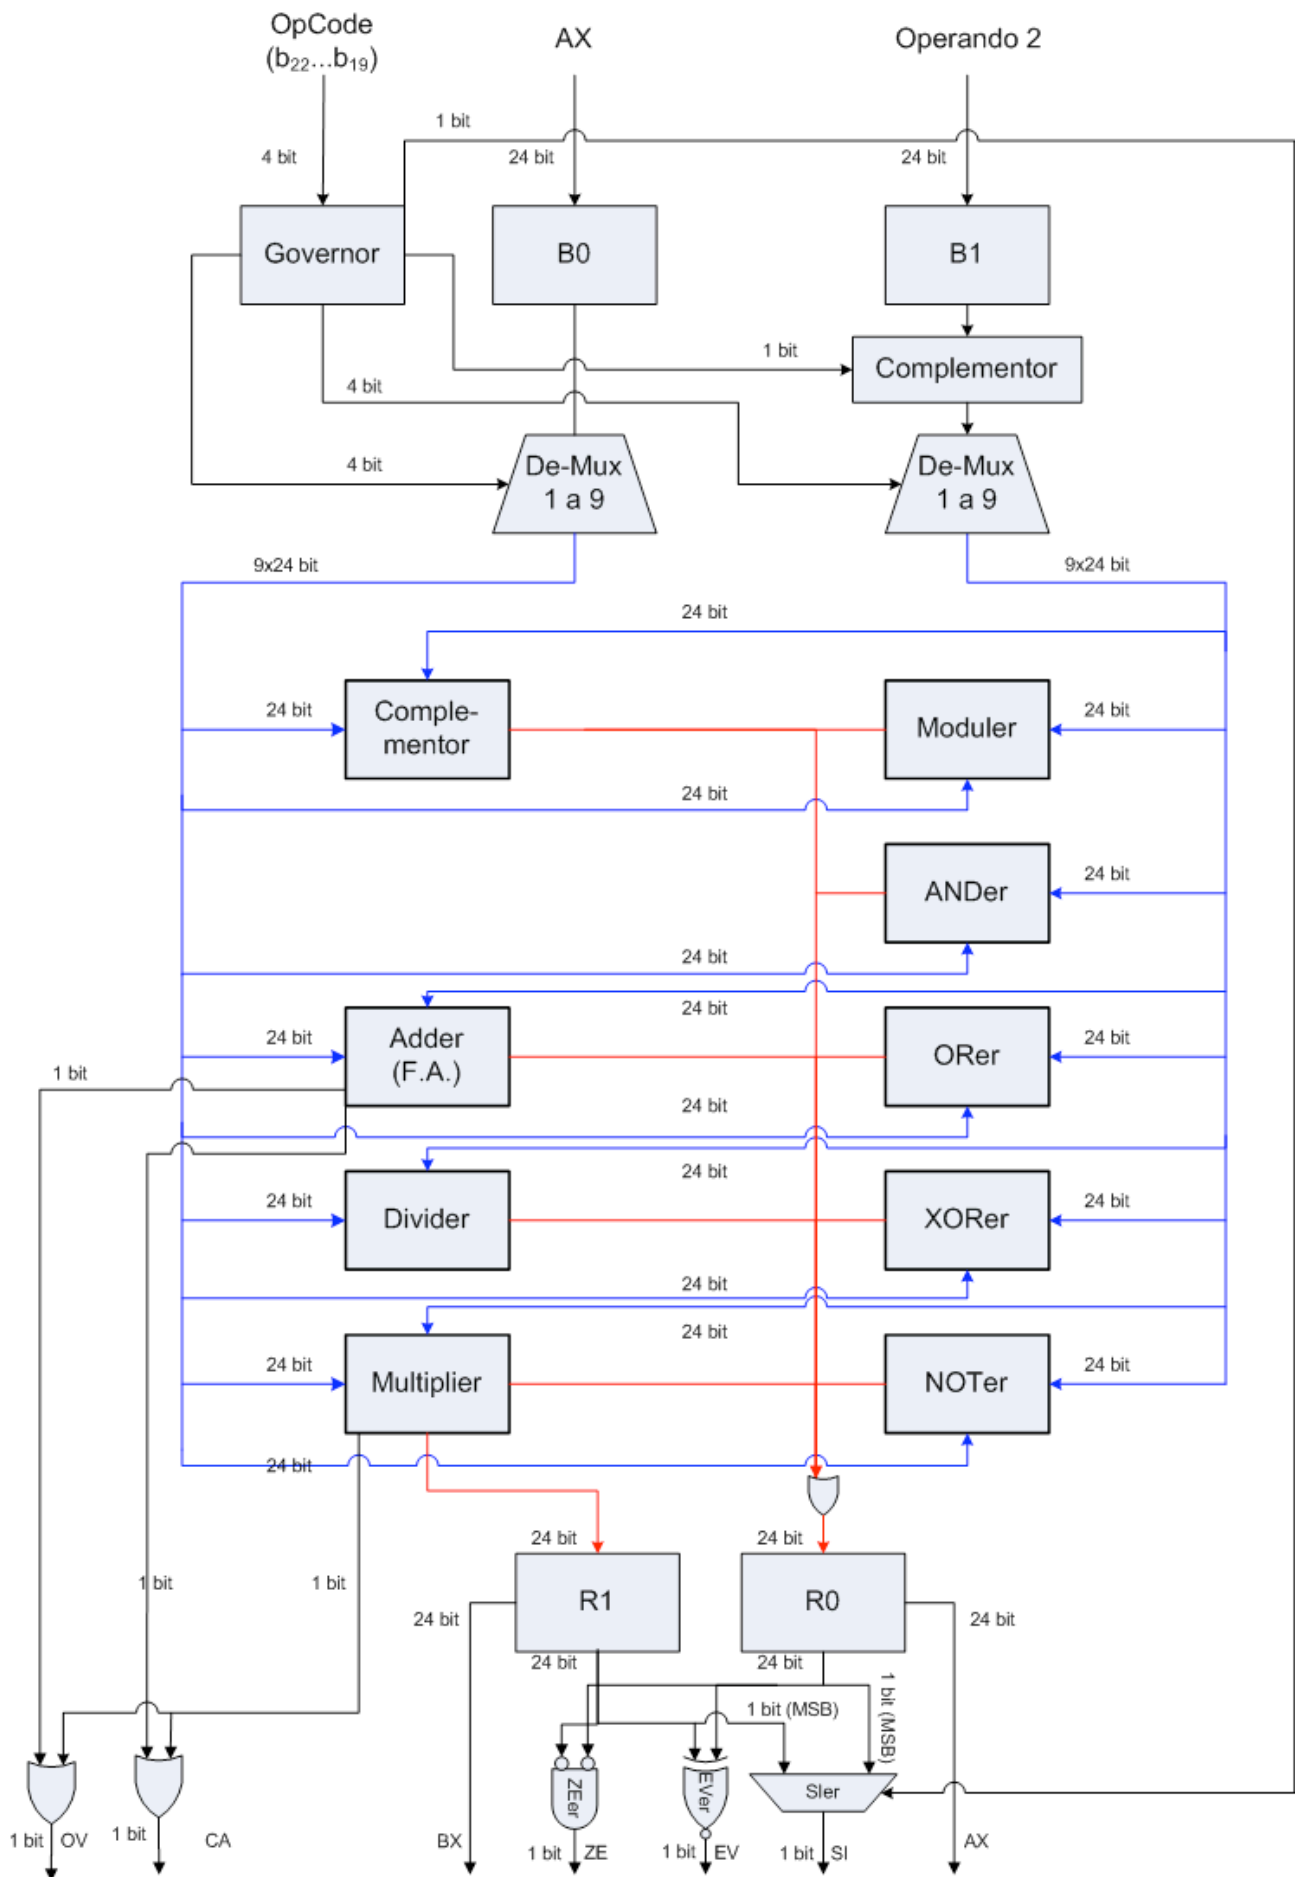 OpCode
(b22...b19)
AX
Operando 2
1 bit
4 bit
24 bit
24 bit
Governor
B0
B1
1 bit
Complementor
4 bit
4 bit
De-Mux
1 a 9
De-Mux
1 a 9
9x24 bit
9x24 bit
24 bit
24 bit
Comple-
mentor
Moduler
24 bit
24 bit
ANDer
24 bit
24 bit
24 bit
24 bit
Adder
(F.A.)
ORer
24 bit
1 bit
24 bit
24 bit
24 bit
Divider
XORer
24 bit
24 bit
24 bit
24 bit
Multiplier
NOTer
24 bit
24 bit
24 bit
24 bit
1 bit
1 bit
R1
R0
24 bit
24 bit
24 bit
24 bit
1 bit (MSB)
1 bit (MSB)
ZEer
EVer
SIer
1 bit
OV
1 bit
CA
BX
1 bit
ZE
1 bit
EV
1 bit
SI
AX